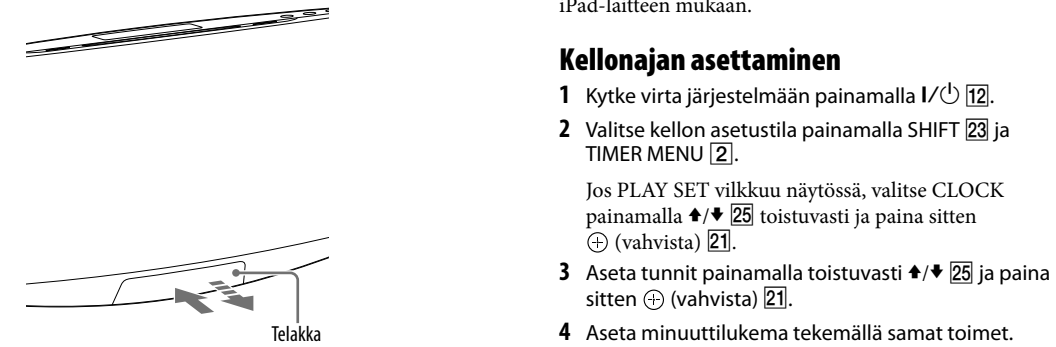 Telakka
iPad-laitteen mukaan.
Kellonajan asettaminen
1 Kytke virta järjestelmään painamalla I/⏻ 12.
2 Valitse kellon asetustila painamalla SHIFT 23 ja
TIMER MENU 2.
Jos PLAY SET vilkkuu näytössä, valitse CLOCK
painamalla ↑/↓ 25 toistuvasti ja paina sitten
⊕ (vahvista) 21.
3 Aseta tunnit painamalla toistuvasti ↑/↓ 25 ja paina
sitten ⊕ (vahvista) 21.
4 Aseta minuuttilukema tekemällä samat toimet.